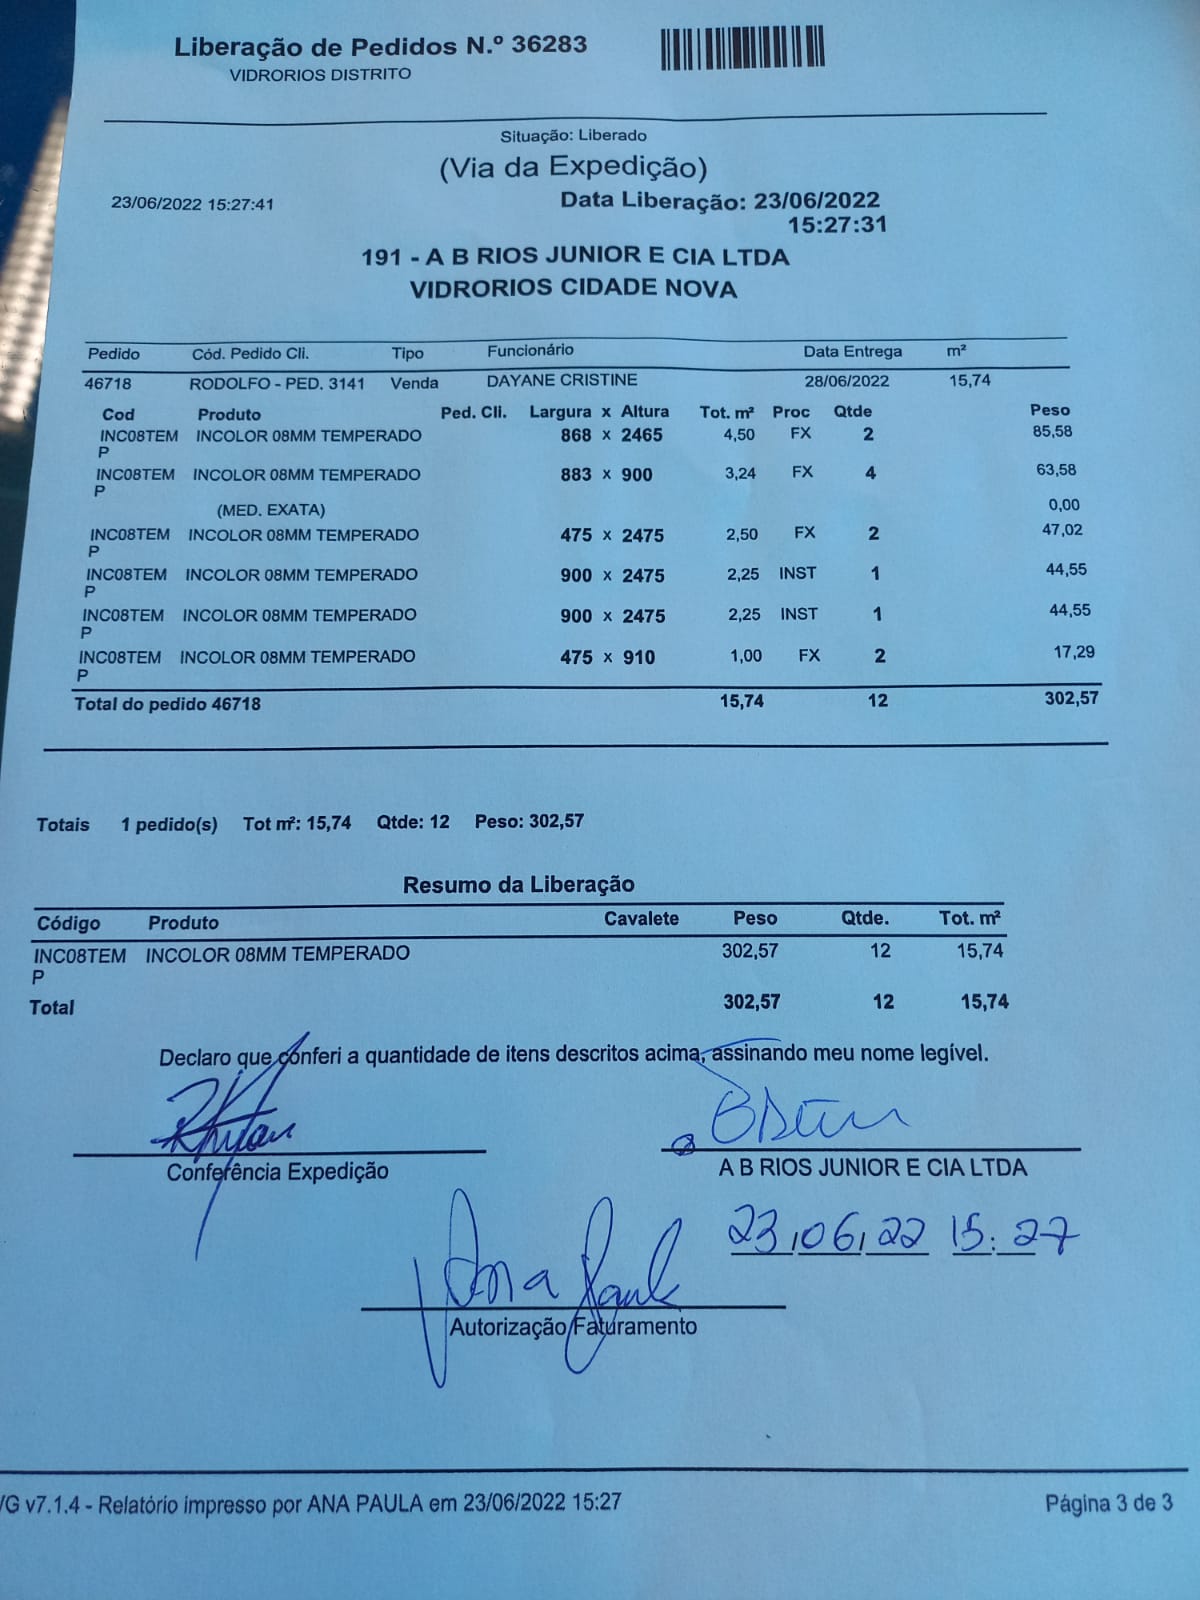 Liberação de Pedidos N.º 36283
VIDRORIOS DISTRITO
Situação: Liberado
(Via da Expedição)
23/06/2022 15:27:41 Data Liberação: 23/06/2022
15:27:31
191 - A B RIOS JUNIOR E CIA LTDA
VIDRORIOS CIDADE NOVA
Pedido Cód. Pedido Cli. Tipo Funcionário Data Entrega m²
46718 RODOLFO - PED. 3141 Venda DAYANE CRISTINE 28/06/2022 15,74
Cod Produto Ped. Cli. Largura x Altura Tot. m² Proc Qtde Peso
INC08TEM INCOLOR 08MM TEMPERADO 868 x 2465 4,50 FX 2 85,58
P
INC08TEM INCOLOR 08MM TEMPERADO 883 x 900 3,24 FX 4 63,58
P
(MED. EXATA) 0,00
INC08TEM INCOLOR 08MM TEMPERADO 475 x 2475 2,50 FX 2 47,02
P
INC08TEM INCOLOR 08MM TEMPERADO 900 x 2475 2,25 INST 1 44,55
P
INC08TEM INCOLOR 08MM TEMPERADO 900 x 2475 2,25 INST 1 44,55
P
INC08TEM INCOLOR 08MM TEMPERADO 475 x 910 1,00 FX 2 17,29
P
Total do pedido 46718 15,74 12 302,57
Totais 1 pedido(s) Tot m²: 15,74 Qtde: 12 Peso: 302,57
Resumo da Liberação
Código Produto Cavalete Peso Qtde. Tot. m²
INC08TEM INCOLOR 08MM TEMPERADO 302,57 12 15,74
P
Total 302,57 12 15,74
Declaro que conferi a quantidade de itens descritos acima, assinando meu nome legível.
Conferência Expedição A B RIOS JUNIOR E CIA LTDA
23/06/22 15:27
Ana Paula
Autorização Faturamento
/G v7.1.4 - Relatório impresso por ANA PAULA em 23/06/2022 15:27 Página 3 de 3